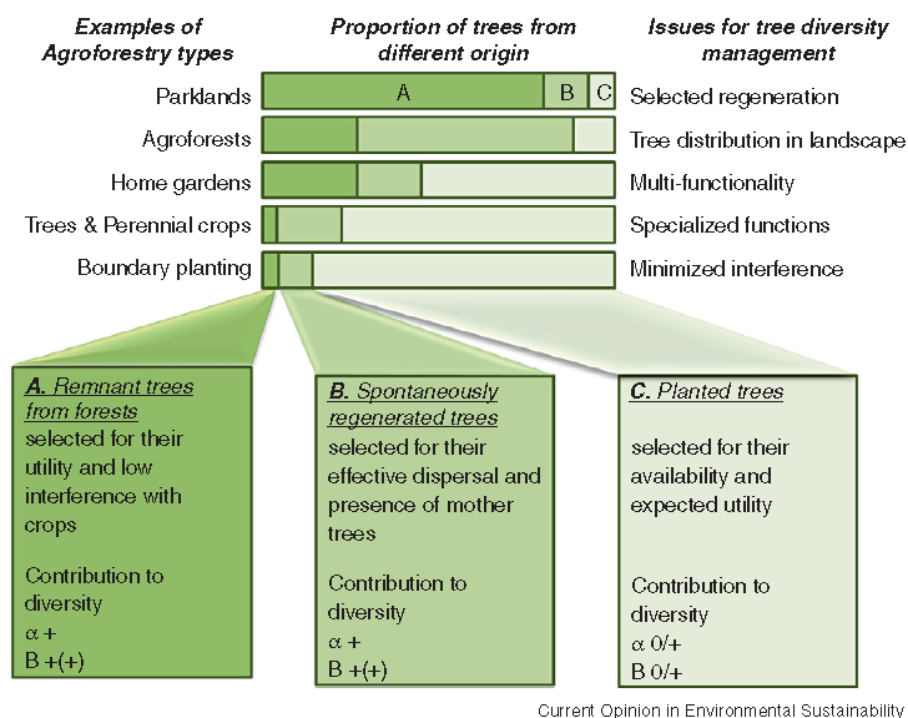 Examples of
Agroforestry types
Proportion of trees from
different origin
Issues for tree diversity
management
Parklands
A
B
C
Selected regeneration
Agroforests
Tree distribution in landscape
Home gardens
Multi-functionality
Trees & Perennial crops
Specialized functions
Boundary planting
Minimized interference
A. Remnant trees
from forests
selected for their
utility and low
interference with
crops
Contribution to
diversity
α +
B +(+)
B. Spontaneously
regenerated trees
selected for their
effective dispersal and
presence of mother
trees
Contribution to
diversity
α +
B +(+)
C. Planted trees
selected for their
availability and
expected utility
Contribution to
diversity
α 0/+
B 0/+
Current Opinion in Environmental Sustainability